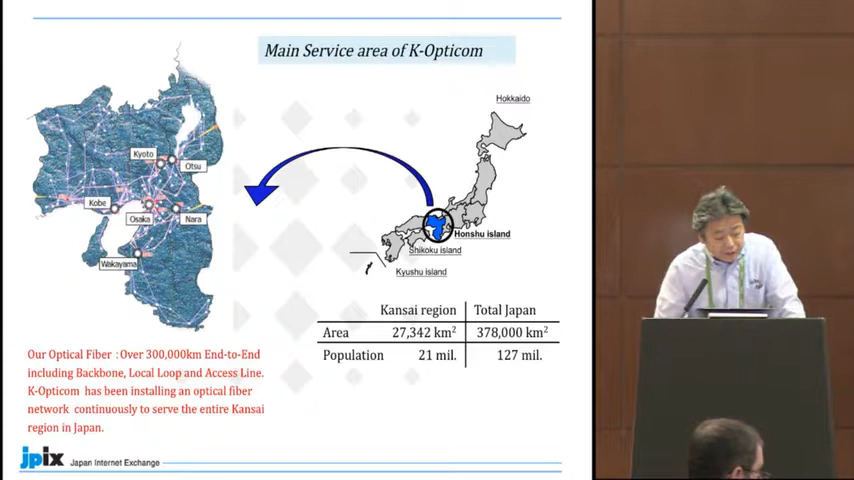 Main Service area of K-Opticom
Hokkaido
Kyoto
Otsu
Kobe
Osaka
Nara
Wakayama
Honshu island
Shikoku island
Kyushu island
Kansai region Total Japan
Area 27,342 km² 378,000 km²
Population 21 mil. 127 mil.
Our Optical Fiber : Over 300,000km End-to-End
including Backbone, Local Loop and Access Line.
K-Opticom has been installing an optical fiber
network continuously to serve the entire Kansai
region in Japan.
jpix Japan Internet Exchange